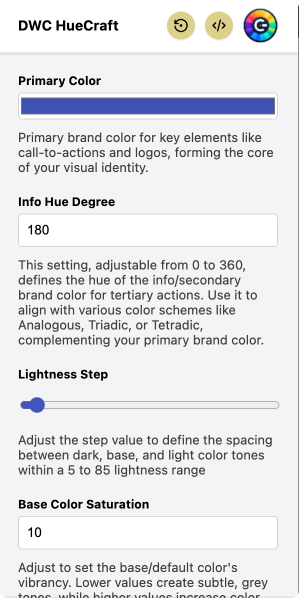 DWC HueCraft
Primary Color
Primary brand color for key elements like
call-to-actions and logos, forming the core
of your visual identity.
Info Hue Degree
180
This setting, adjustable from 0 to 360,
defines the hue of the info/secondary
brand color for tertiary actions. Use it to
align with various color schemes like
Analogous, Triadic, or Tetradic,
complementing your primary brand color.
Lightness Step
Adjust the step value to define the spacing
between dark, base, and light color tones
within a 5 to 85 lightness range
Base Color Saturation
10
Adjust to set the base/default color's
vibrancy. Lower values create subtle, grey
tones, while higher values increase color